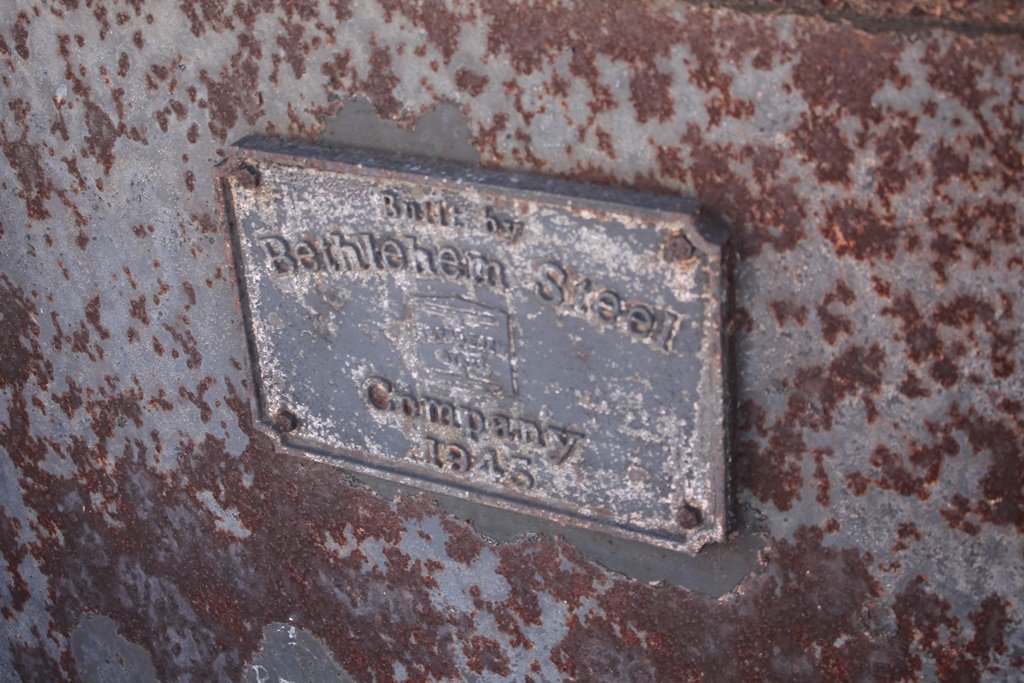 Built by
Bethlehem Steel
Company
1945